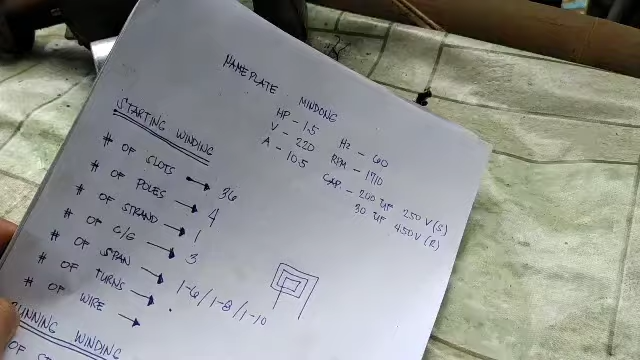 NAMEPLATE MINDONG
HP - 1.5 Hz - 60
V - 220 RPM - 1710
A - 10.5 CAP. - 200 UF 250 V (S)
30 UF 450 V (R)
STARTING WINDING
# OF SLOTS → 36
# OF POLES → 4
# OF STRAND → 1
# OF C/G → 3
# OF SPAN → 1-6/1-8/1-10
# OF TURNS →
# OF WIRE →
RUNNING WINDING